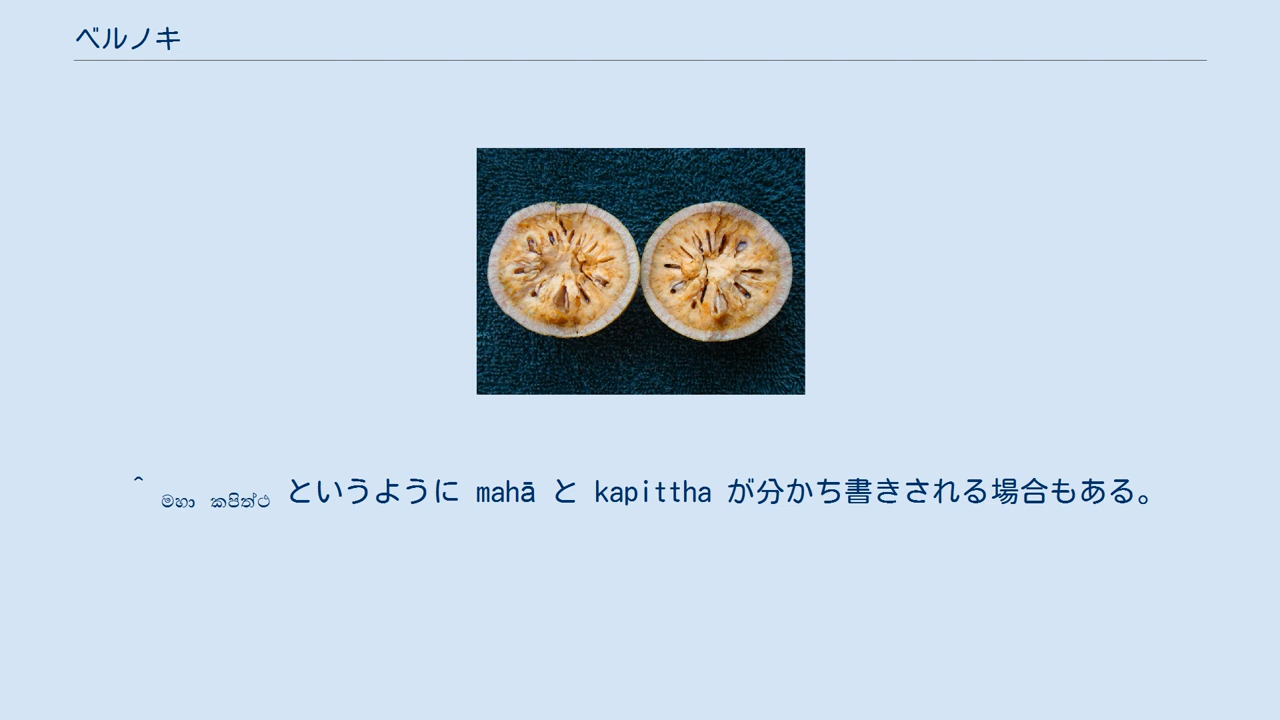 ベルノキ
^ මහා කපිත්ථ というように mahā と kapittha が分かち書きされる場合もある。